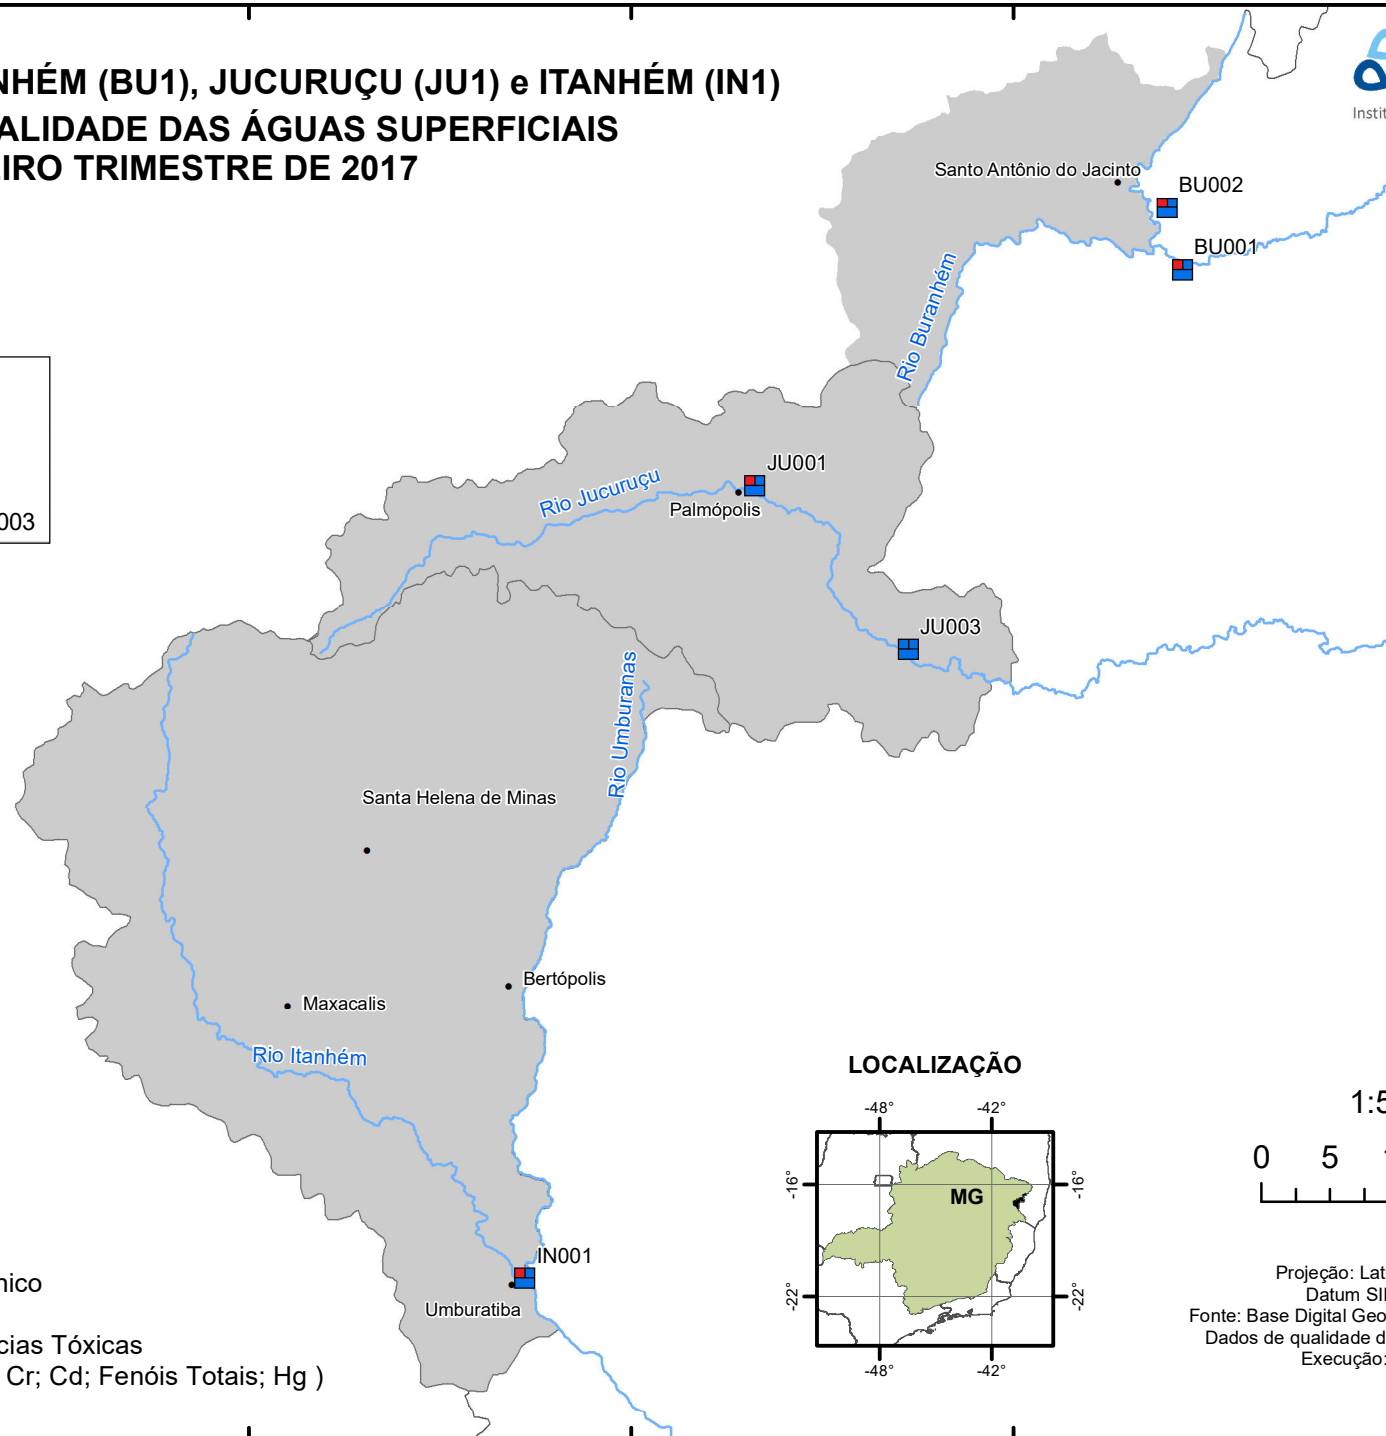 NHÉM (BU1), JUCURUÇU (JU1) e ITANHÉM (IN1)
ALIDADE DAS ÁGUAS SUPERFICIAIS
EIRO TRIMESTRE DE 2017
Instit
Santo Antônio do Jacinto
BU002
BU001
Rio Buranhém
003
JU001
Rio Jucuruçu
Palmópolis
JU003
Rio Umburanas
Santa Helena de Minas
Bertópolis
Maxacalis
Rio Itanhém
IN001
Umburatiba
nico
cias Tóxicas
Cr; Cd; Fenóis Totais; Hg )
LOCALIZAÇÃO
-48° -42°
-16° -16°
MG
-22° -22°
-48° -42°
1:5
0 5 1
Projeção: Lat
Datum SI
Fonte: Base Digital Geo
Dados de qualidade d
Execução: